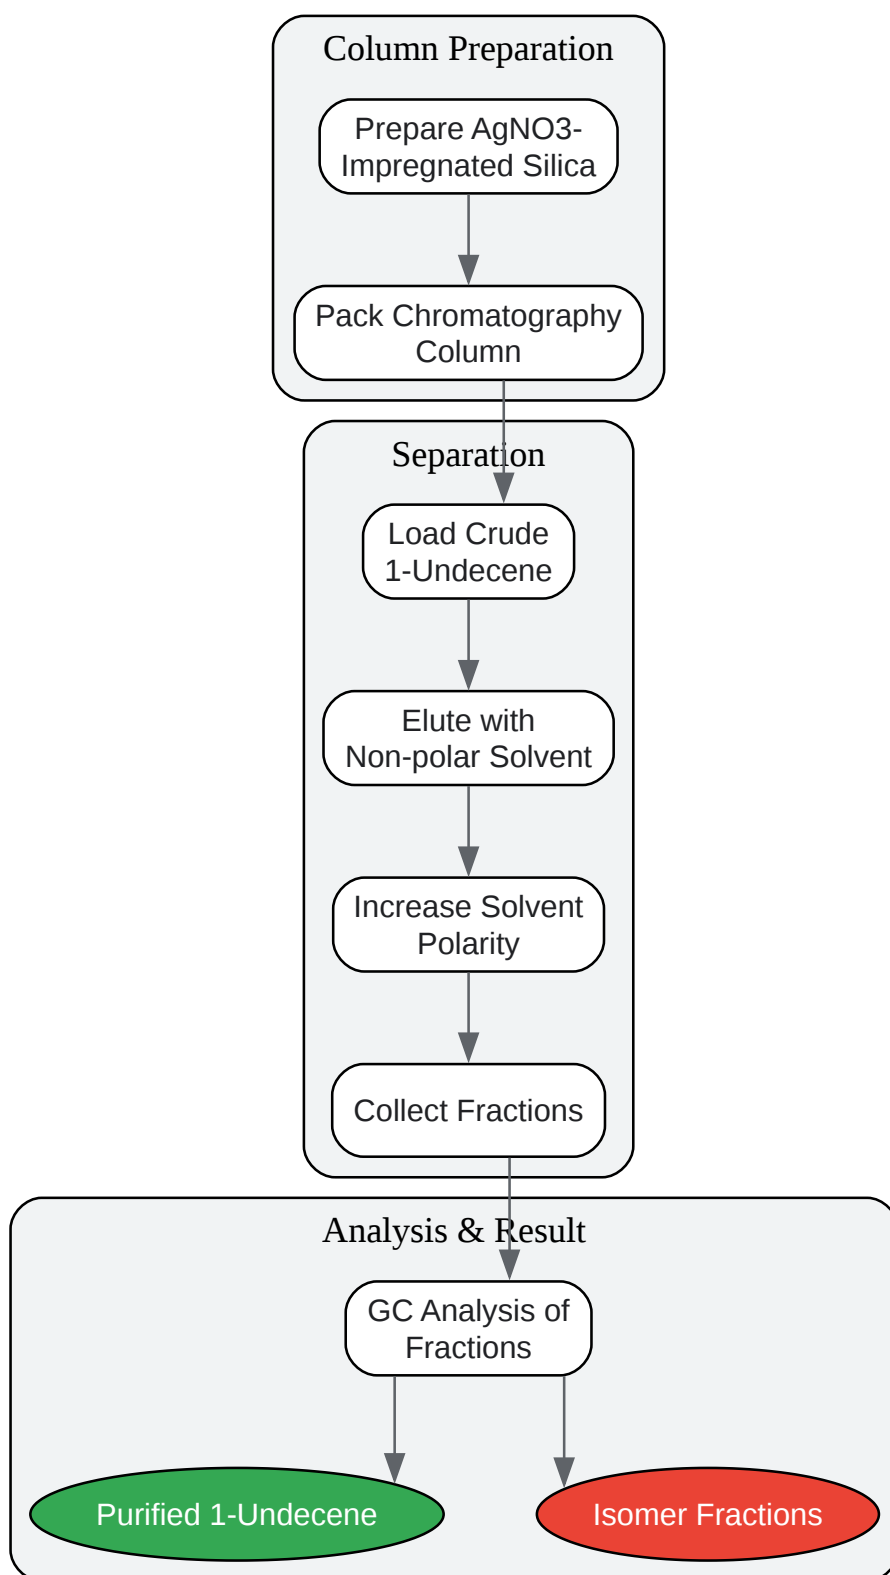 Column Preparation
Prepare AgNO3-
Impregnated Silica
Pack Chromatography
Column
Separation
Load Crude
1-Undecene
Elute with
Non-polar Solvent
Increase Solvent
Polarity
Collect Fractions
Analysis & Result
GC Analysis of
Fractions
Purified 1-Undecene
Isomer Fractions